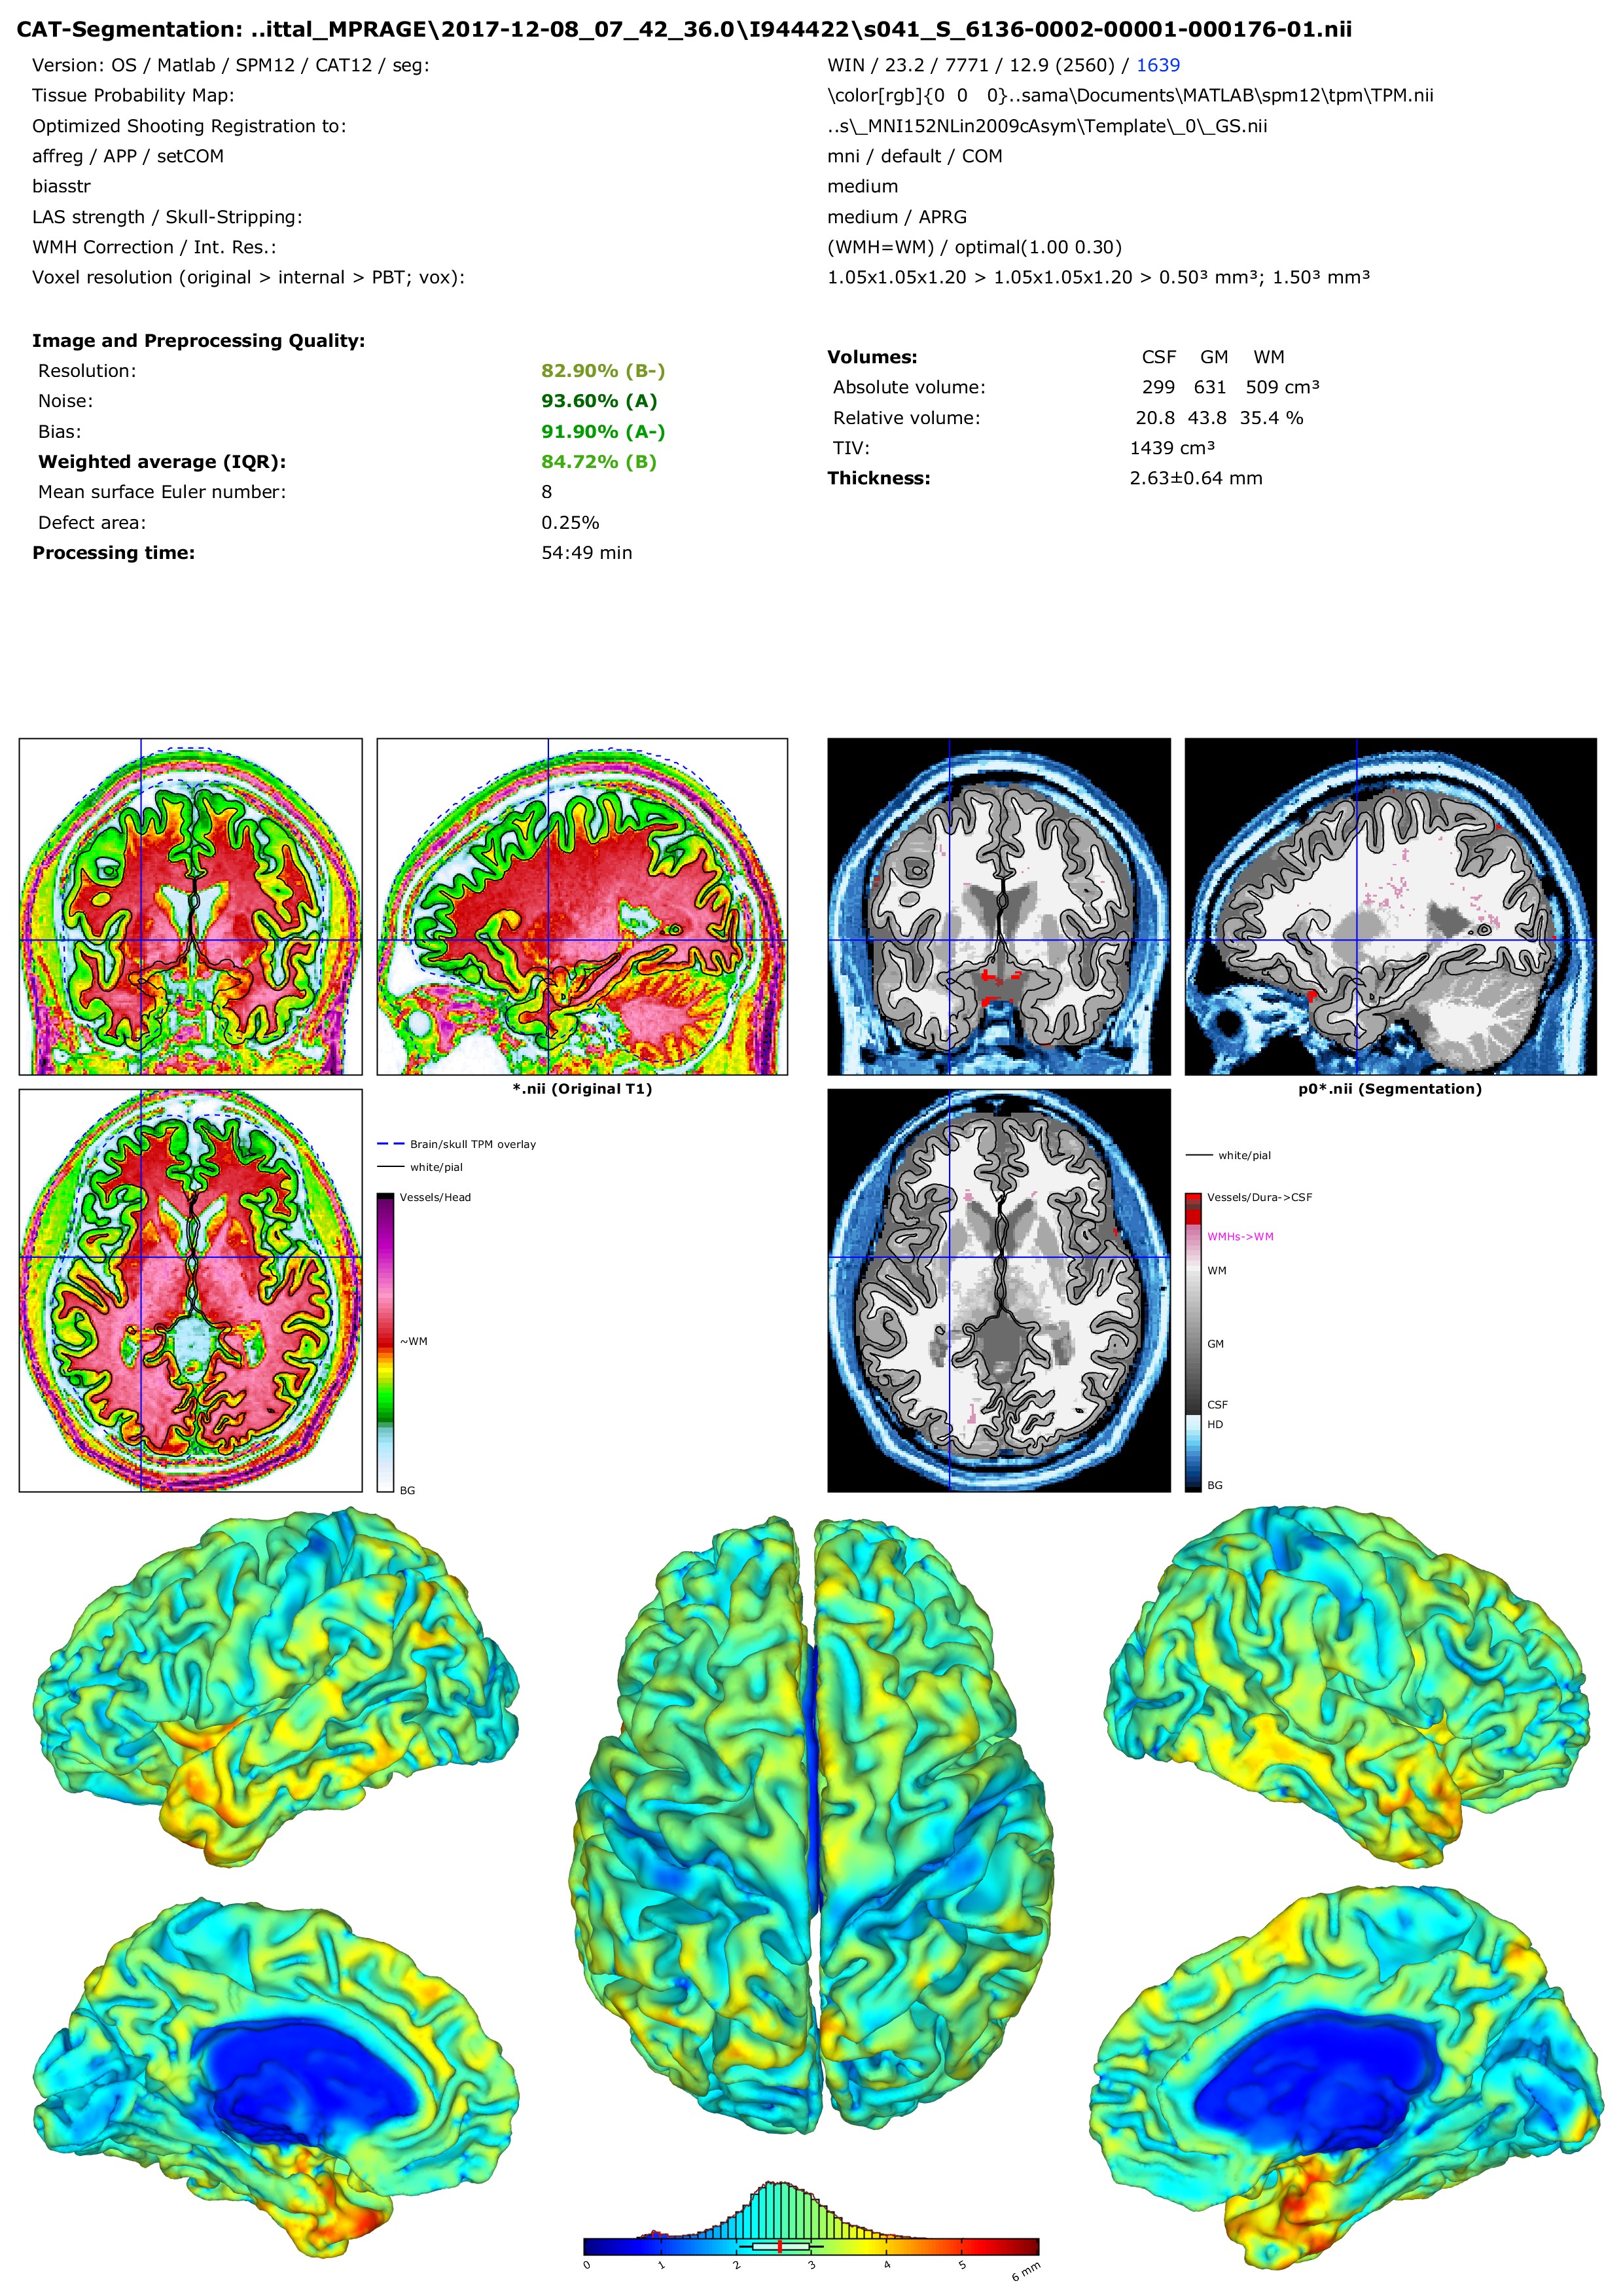 CAT-Segmentation: ..ittal_MPRAGE\2017-12-08_07_42_36.0\I944422\s041_S_6136-0002-00001-000176-01.nii
Version: OS / Matlab / SPM12 / CAT12 / seg: WIN / 23.2 / 7771 / 12.9 (2560) / 1639
Tissue Probability Map: \color[rgb]{0 0 0}..sama\Documents\MATLAB\spm12\tpm\TPM.nii
Optimized Shooting Registration to: ..s\_MNI152NLin2009cAsym\Template\_0\_GS.nii
affreg / APP / setCOM mni / default / COM
biasstr medium
LAS strength / Skull-Stripping: medium / APRG
WMH Correction / Int. Res.: (WMH=WM) / optimal(1.00 0.30)
Voxel resolution (original > internal > PBT; vox): 1.05x1.05x1.20 > 1.05x1.05x1.20 > 0.50³ mm³; 1.50³ mm³
Image and Preprocessing Quality:
Resolution: 82.90% (B-)
Noise: 93.60% (A)
Bias: 91.90% (A-)
Weighted average (IQR): 84.72% (B)
Mean surface Euler number: 8
Defect area: 0.25%
Processing time: 54:49 min
Volumes: CSF GM WM
Absolute volume: 299 631 509 cm³
Relative volume: 20.8 43.8 35.4 %
TIV: 1439 cm³
Thickness: 2.63±0.64 mm
*.nii (Original T1)
p0*.nii (Segmentation)
Brain/skull TPM overlay
white/pial
Vessels/Head
~WM
BG
white/pial
Vessels/Dura->CSF
WMHs->WM
WM
GM
CSF
HD
BG
0 1 2 3 4 5 6 mm